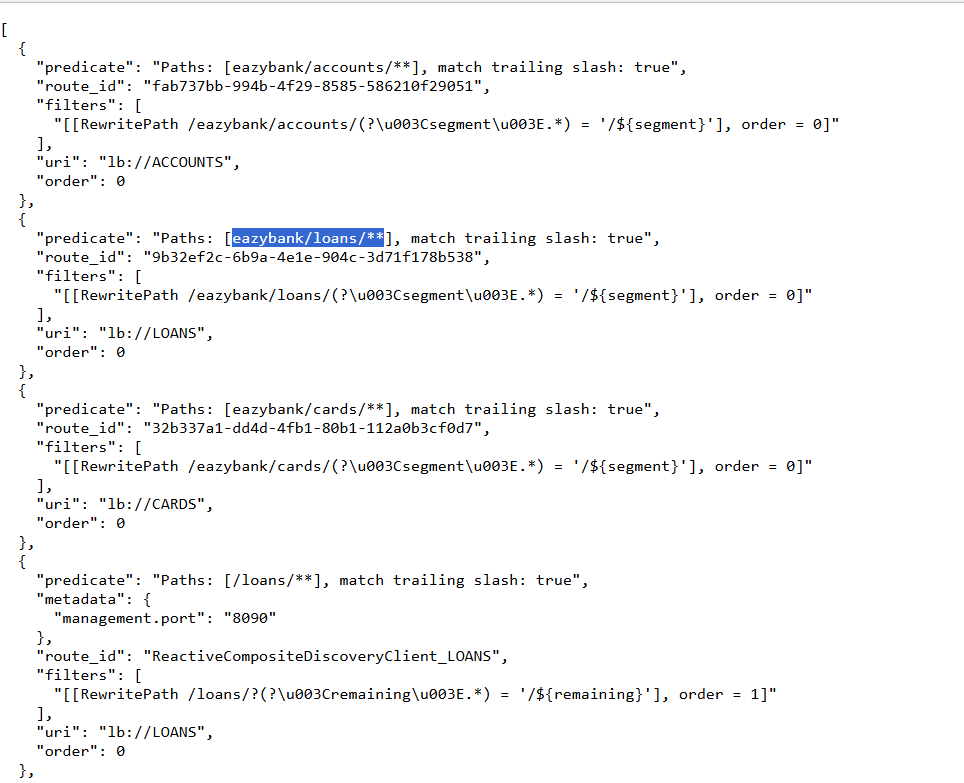 [
  {
    "predicate": "Paths: [eazybank/accounts/**], match trailing slash: true",
    "route_id": "fab737bb-994b-4f29-8585-586210f29051",
    "filters": [
      "[[RewritePath /eazybank/accounts/(?\u003Csegment\u003E.*) = '/${segment}'], order = 0]"
    ],
    "uri": "lb://ACCOUNTS",
    "order": 0
  },
  {
    "predicate": "Paths: [eazybank/loans/**], match trailing slash: true",
    "route_id": "9b32ef2c-6b9a-4e1e-904c-3d71f178b538",
    "filters": [
      "[[RewritePath /eazybank/loans/(?\u003Csegment\u003E.*) = '/${segment}'], order = 0]"
    ],
    "uri": "lb://LOANS",
    "order": 0
  },
  {
    "predicate": "Paths: [eazybank/cards/**], match trailing slash: true",
    "route_id": "32b337a1-dd4d-4fb1-80b1-112a0b3cf0d7",
    "filters": [
      "[[RewritePath /eazybank/cards/(?\u003Csegment\u003E.*) = '/${segment}'], order = 0]"
    ],
    "uri": "lb://CARDS",
    "order": 0
  },
  {
    "predicate": "Paths: [/loans/**], match trailing slash: true",
    "metadata": {
      "management.port": "8090"
    },
    "route_id": "ReactiveCompositeDiscoveryClient_LOANS",
    "filters": [
      "[[RewritePath /loans/?(?\u003Cremaining\u003E.*) = '/${remaining}'], order = 1]"
    ],
    "uri": "lb://LOANS",
    "order": 0
  },